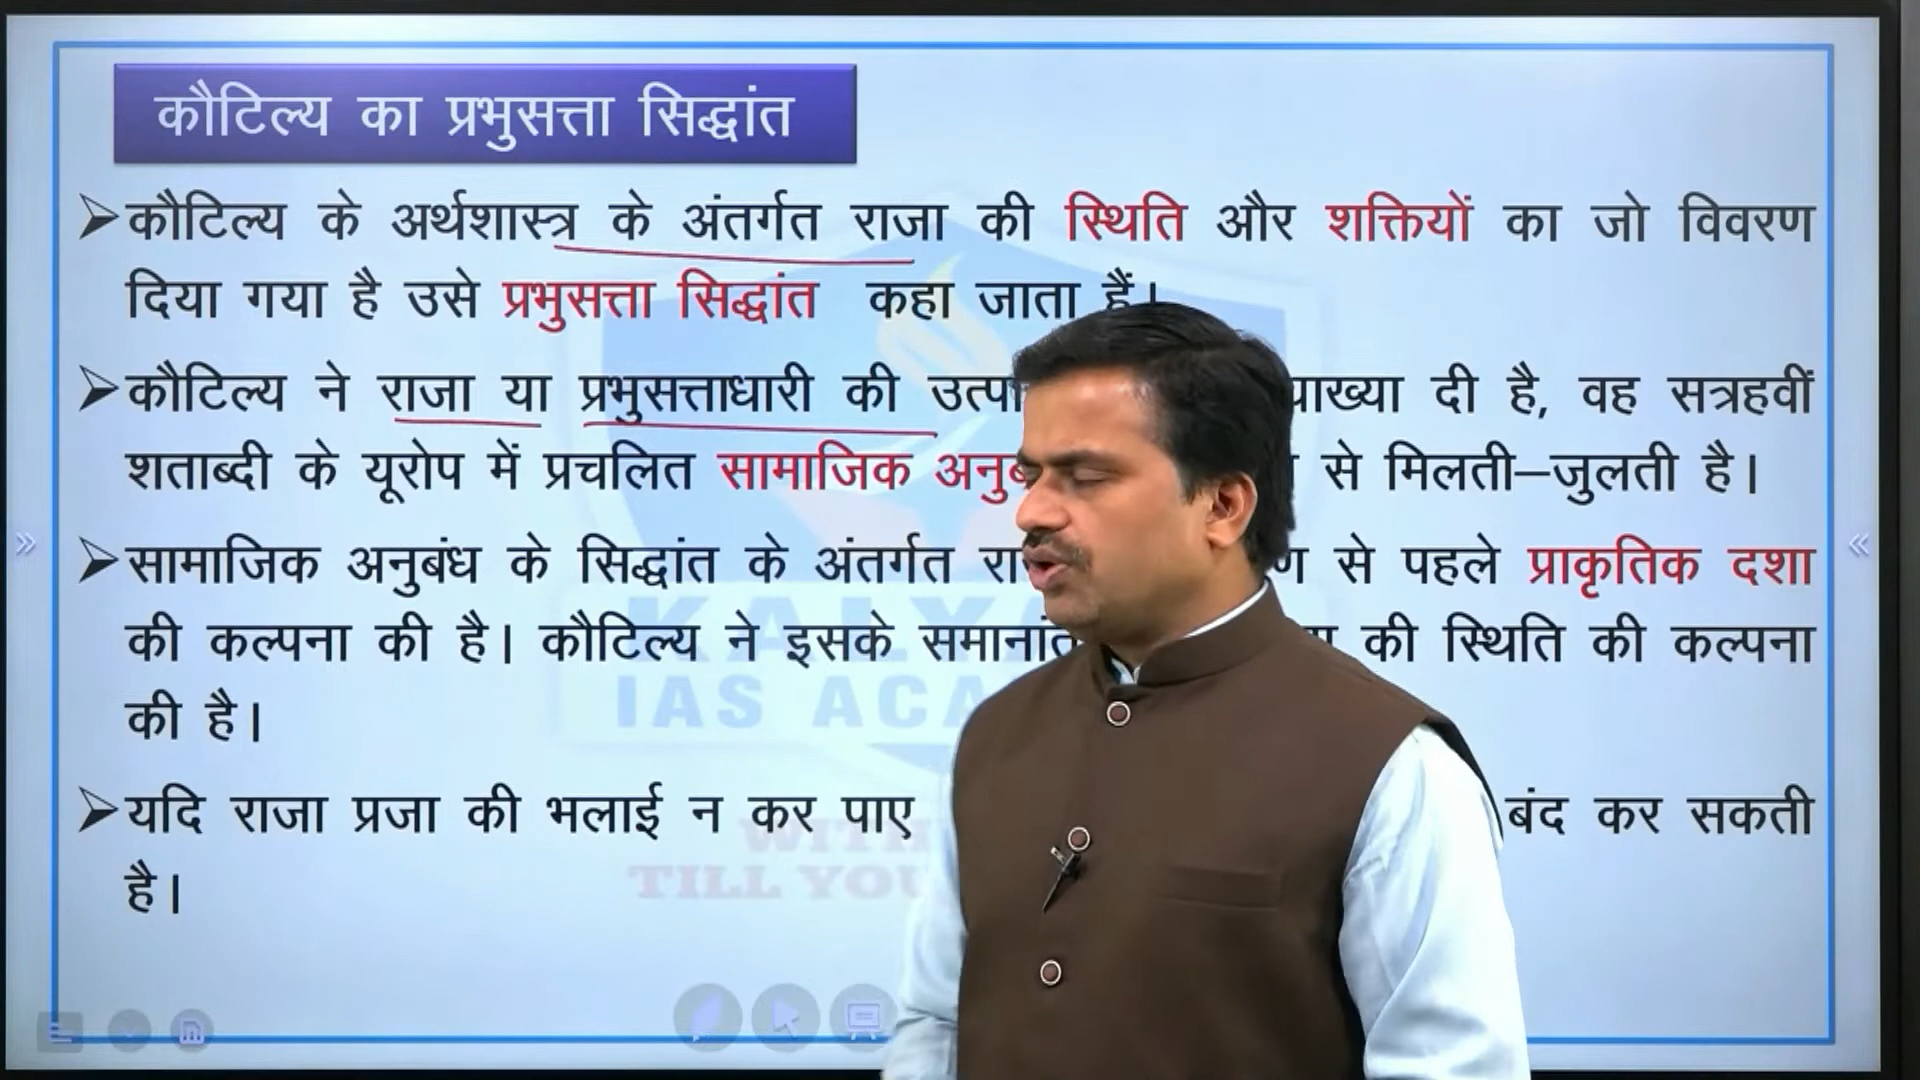 कौटिल्य का प्रभुसत्ता सिद्धांत
कौटिल्य के अर्थशास्त्र के अंतर्गत राजा की स्थिति और शक्तियों का जो विवरण
दिया गया है उसे प्रभुसत्ता सिद्धांत कहा जाता हैं।
कौटिल्य ने राजा या प्रभुसत्ताधारी की दी है, वह सत्रहवीं
शताब्दी के यूरोप में प्रचलित सामाजिक से मिलती–जुलती है।
सामाजिक अनुबंध के सिद्धांत के अंतर्गत से पहले प्राकृतिक दशा
की कल्पना की है। कौटिल्य ने इसके की स्थिति की कल्पना
की है।
यदि राजा प्रजा की भलाई न कर पाए बंद कर सकती
है।
IAS
TILL